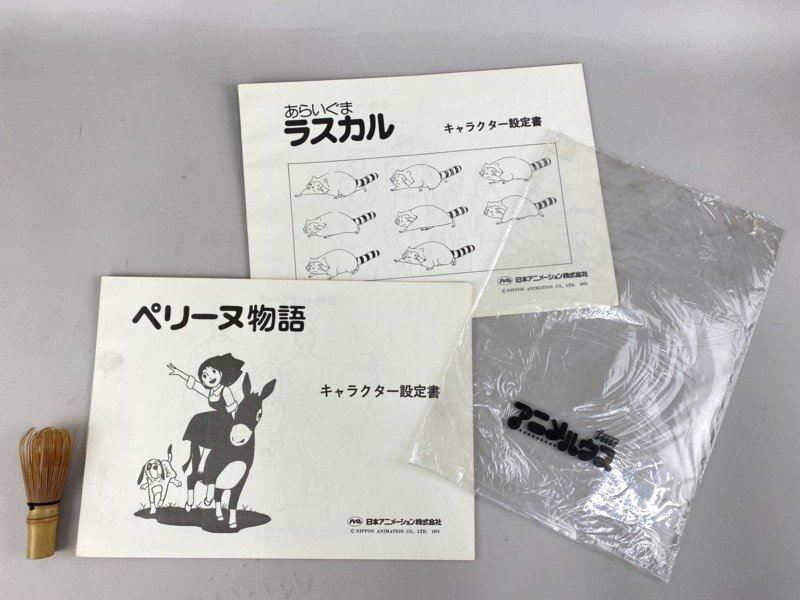 あらいぐま
ラスカル
キャラクター設定書
日本アニメーション株式会社
© NIPPON ANIMATION CO., LTD. 1978
ペリーヌ物語
キャラクター設定書
日本アニメーション株式会社
© NIPPON ANIMATION CO., LTD. 1978
アニメハウス